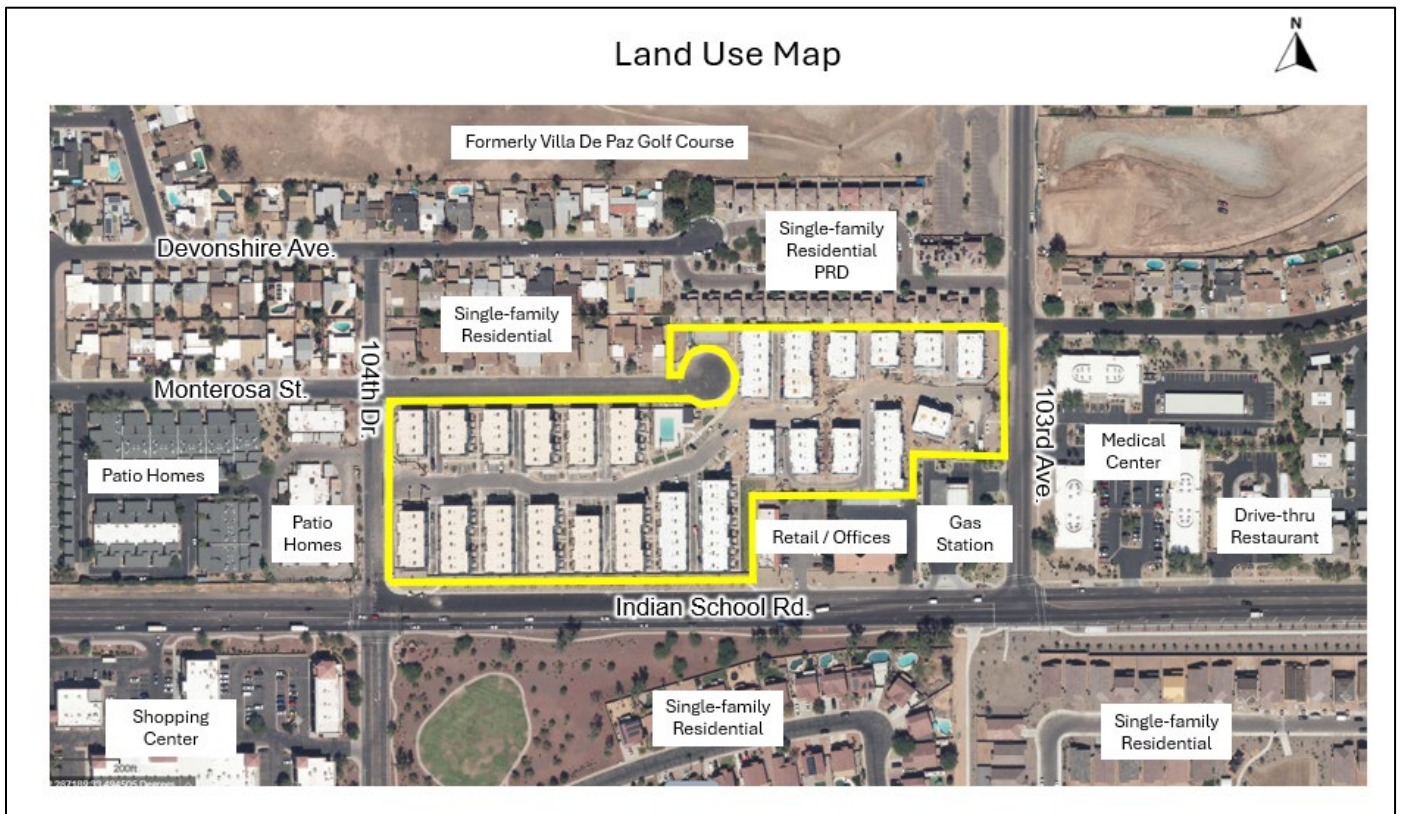 N
Land Use Map
Formerly Villa De Paz Golf Course
Single-family
Residential
PRD
Devonshire Ave.
Single-family
Residential
104th Dr.
Monterosa St.
103rd Ave.
Patio Homes
Patio
Homes
Medical
Center
Retail / Offices
Gas
Station
Drive-thru
Restaurant
Indian School Rd.
Single-family
Residential
Shopping
Center
Single-family
Residential
200ft